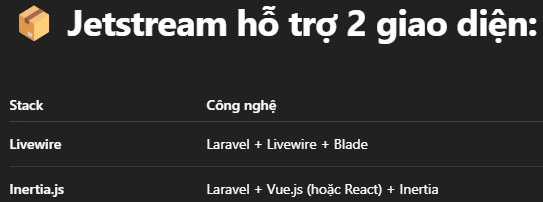 Jetstream hỗ trợ 2 giao diện:
Stack Công nghệ
Livewire Laravel + Livewire + Blade
Inertia.js Laravel + Vue.js (hoặc React) + Inertia